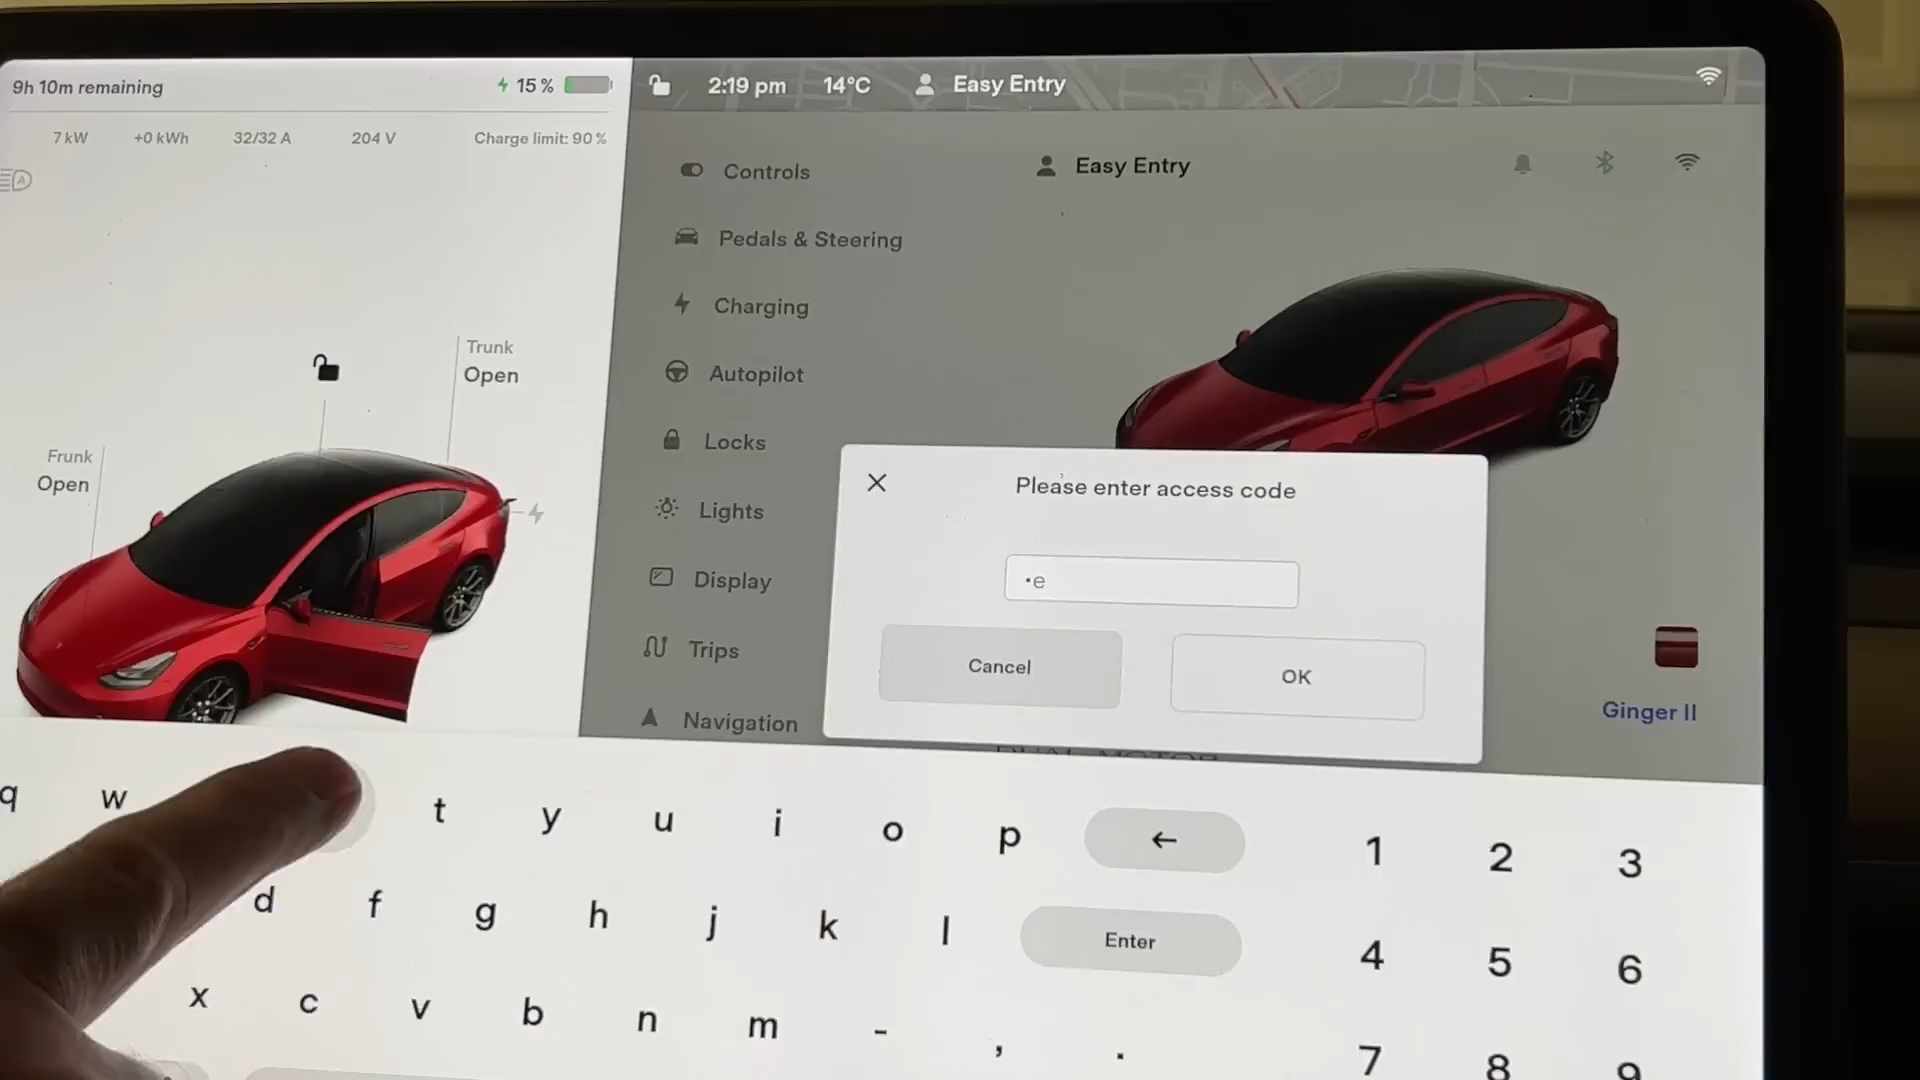 9h 10m remaining
15 %
7 kW +0 kWh 32/32 A 204 V Charge limit: 90 %
Trunk
Open
Frunk
Open
2:19 pm 14°C Easy Entry
Controls
Pedals & Steering
Charging
Autopilot
Locks
Lights
Display
Trips
Navigation
Easy Entry
Please enter access code
•e
Cancel OK
Ginger II
DUAL MOTOR
q w t y u i o p ← 1 2 3
d f g h j k l Enter 4 5 6
x c v b n m - , . 7 8 9